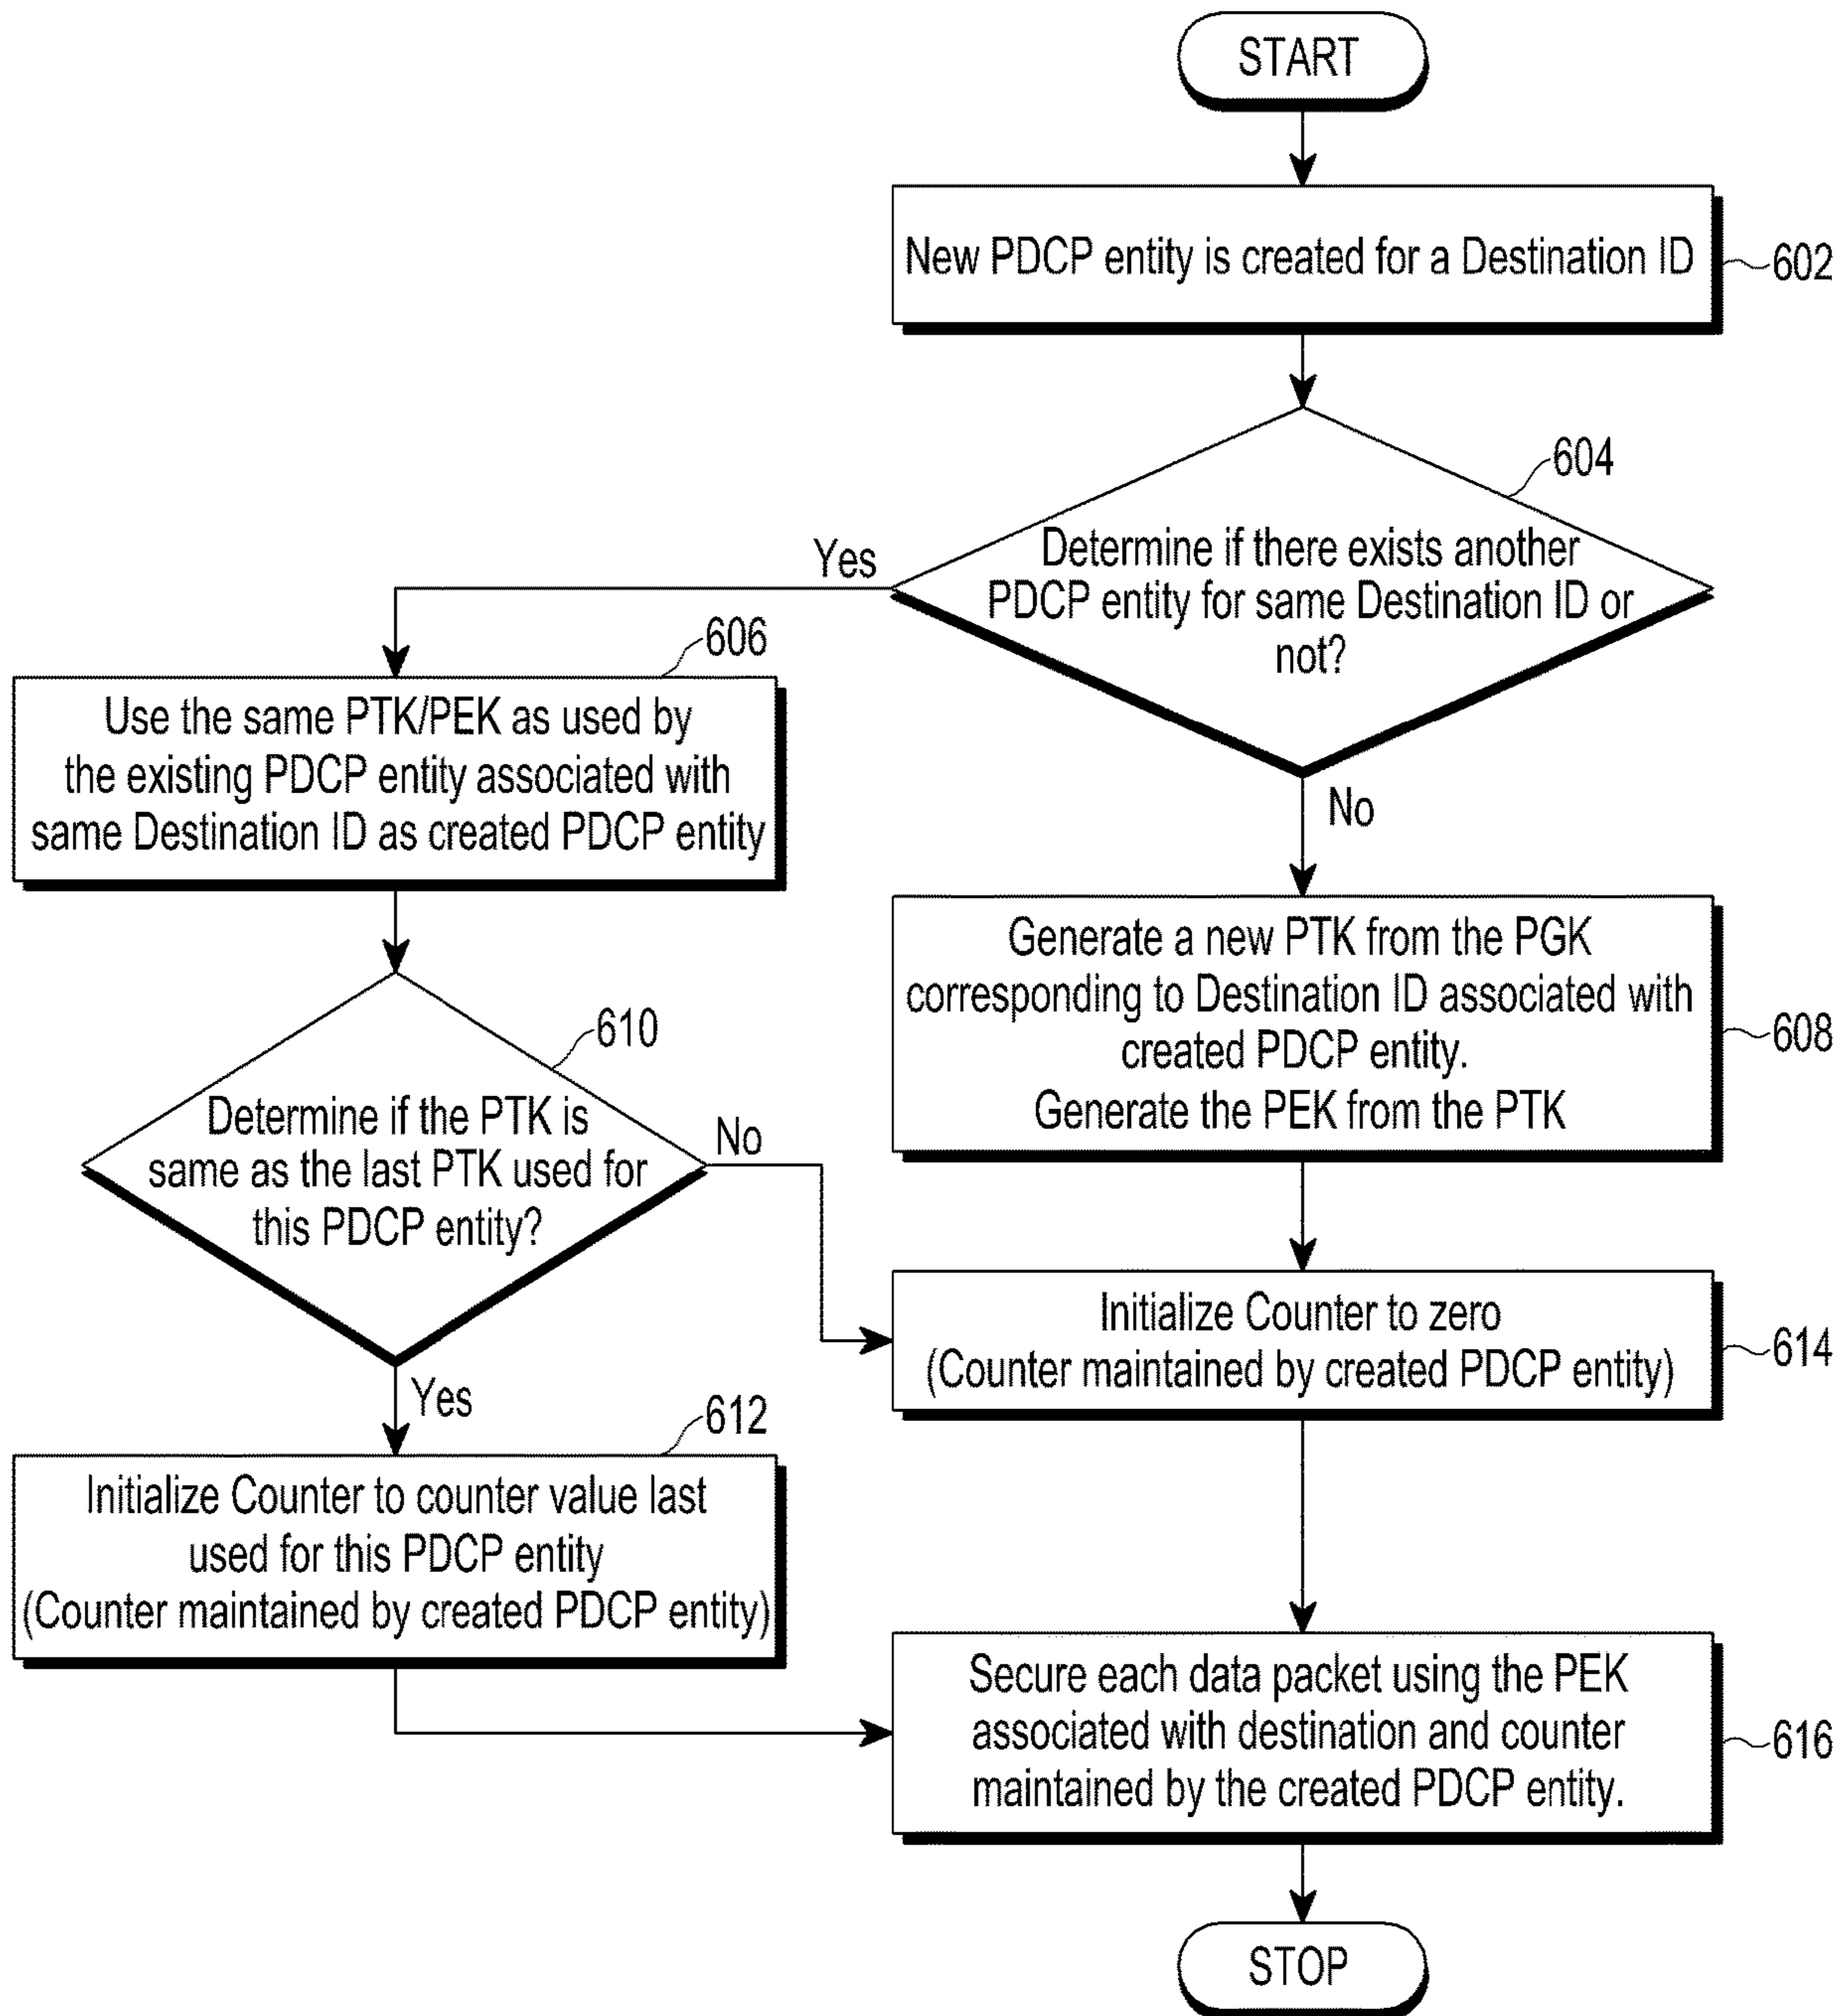 START
New PDCP entity is created for a Destination ID
602
604
Determine if there exists another
PDCP entity for same Destination ID or
not?
Yes
No
606
Use the same PTK/PEK as used by
the existing PDCP entity associated with
same Destination ID as created PDCP entity
Generate a new PTK from the PGK
corresponding to Destination ID associated with
created PDCP entity.
Generate the PEK from the PTK
608
610
Determine if the PTK is
same as the last PTK used for
this PDCP entity?
No
Yes
Initialize Counter to zero
(Counter maintained by created PDCP entity)
614
612
Initialize Counter to counter value last
used for this PDCP entity
(Counter maintained by created PDCP entity)
Secure each data packet using the PEK
associated with destination and counter
maintained by the created PDCP entity.
616
STOP